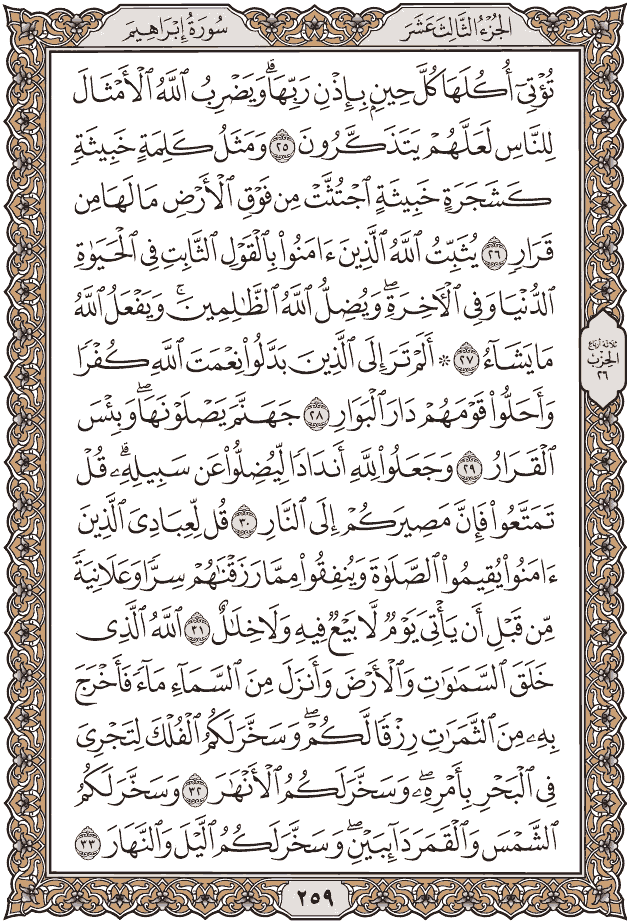 الجزء الثالث عشر
سورة إبراهيم
تُؤْتِيٓ أُكُلَهَا كُلَّ حِينِۭ بِإِذْنِ رَبِّهَاۗ وَيَضْرِبُ ٱللَّهُ ٱلْأَمْثَالَ
لِلنَّاسِ لَعَلَّهُمْ يَتَذَكَّرُونَ ٢٥ وَمَثَلُ كَلِمَةٍ خَبِيثَةٖ
كَشَجَرَةٍ خَبِيثَةٍ ٱجْتُثَّتْ مِن فَوْقِ ٱلْأَرْضِ مَا لَهَا مِن
قَرَارٖ ٢٦ يُثَبِّتُ ٱللَّهُ ٱلَّذِينَ ءَامَنُوا۟ بِٱلْقَوْلِ ٱلثَّابِتِ فِي ٱلْحَيَوٰةِ
ٱلدُّنْيَا وَفِي ٱلْأٓخِرَةِۖ وَيُضِلُّ ٱللَّهُ ٱلظَّٰلِمِينَۚ وَيَفْعَلُ ٱللَّهُ
مَا يَشَآءُ ٢٧ ۞ أَلَمْ تَرَ إِلَى ٱلَّذِينَ بَدَّلُوا۟ نِعْمَتَ ٱللَّهِ كُفْرٗا
وَأَحَلُّوا۟ قَوْمَهُمْ دَارَ ٱلْبَوَارِ ٢٨ جَهَنَّمَ يَصْلَوْنَهَاۖ وَبِئْسَ
ٱلْقَرَارُ ٢٩ وَجَعَلُوا۟ لِلَّهِ أَندَادٗا لِّيُضِلُّوا۟ عَن سَبِيلِهِۦۗ قُلْ
تَمَتَّعُوا۟ فَإِنَّ مَصِيرَكُمْ إِلَى ٱلنَّارِ ٣٠ قُل لِّعِبَادِيَ ٱلَّذِينَ
ءَامَنُوا۟ يُقِيمُوا۟ ٱلصَّلَوٰةَ وَيُنفِقُوا۟ مِمَّا رَزَقْنَٰهُمْ سِرّٗا وَعَلَانِيَةٗ
مِّن قَبْلِ أَن يَأْتِيَ يَوْمٞ لَّا بَيْعٞ فِيهِ وَلَا خِلَٰلٌ ٣١ ٱللَّهُ ٱلَّذِي
خَلَقَ ٱلسَّمَٰوَٰتِ وَٱلْأَرْضَ وَأَنزَلَ مِنَ ٱلسَّمَآءِ مَآءٗ فَأَخْرَجَ
بِهِۦ مِنَ ٱلثَّمَرَٰتِ رِزْقٗا لَّكُمْۖ وَسَخَّرَ لَكُمُ ٱلْفُلْكَ لِتَجْرِيَ
فِي ٱلْبَحْرِ بِأَمْرِهِۦۖ وَسَخَّرَ لَكُمُ ٱلْأَنْهَٰرَ ٣٢ وَسَخَّرَ لَكُمُ
ٱلشَّمْسَ وَٱلْقَمَرَ دَآئِبَيْنِۖ وَسَخَّرَ لَكُمُ ٱلَّيْلَ وَٱلنَّهَارَ ٣٣
ثلاثة أرباع
الحزب
٢٦
٢٥٩